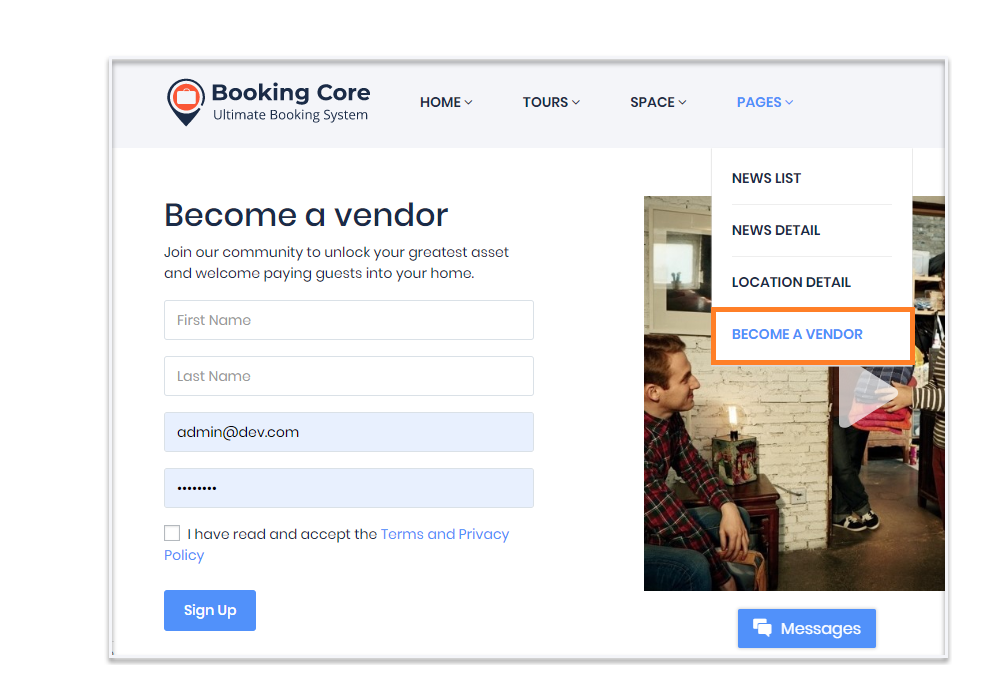 Booking Core
Ultimate Booking System
HOME
TOURS
SPACE
PAGES
NEWS LIST
NEWS DETAIL
LOCATION DETAIL
BECOME A VENDOR
Become a vendor
Join our community to unlock your greatest asset
and welcome paying guests into your home.
First Name
Last Name
admin@dev.com
••••••••
I have read and accept the Terms and Privacy
Policy
Sign Up
Messages